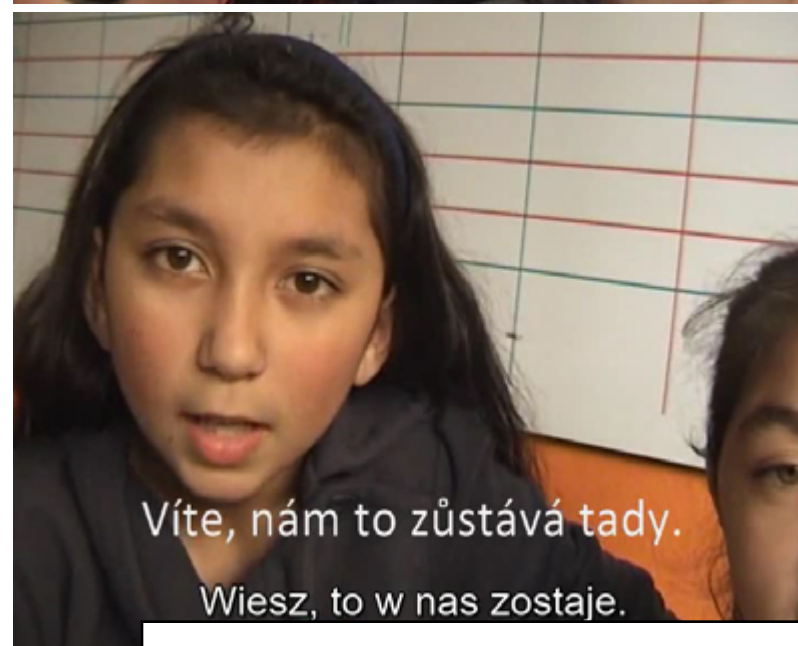 Víte, nám to zůstává tady.
Wiesz, to w nas zostaje.